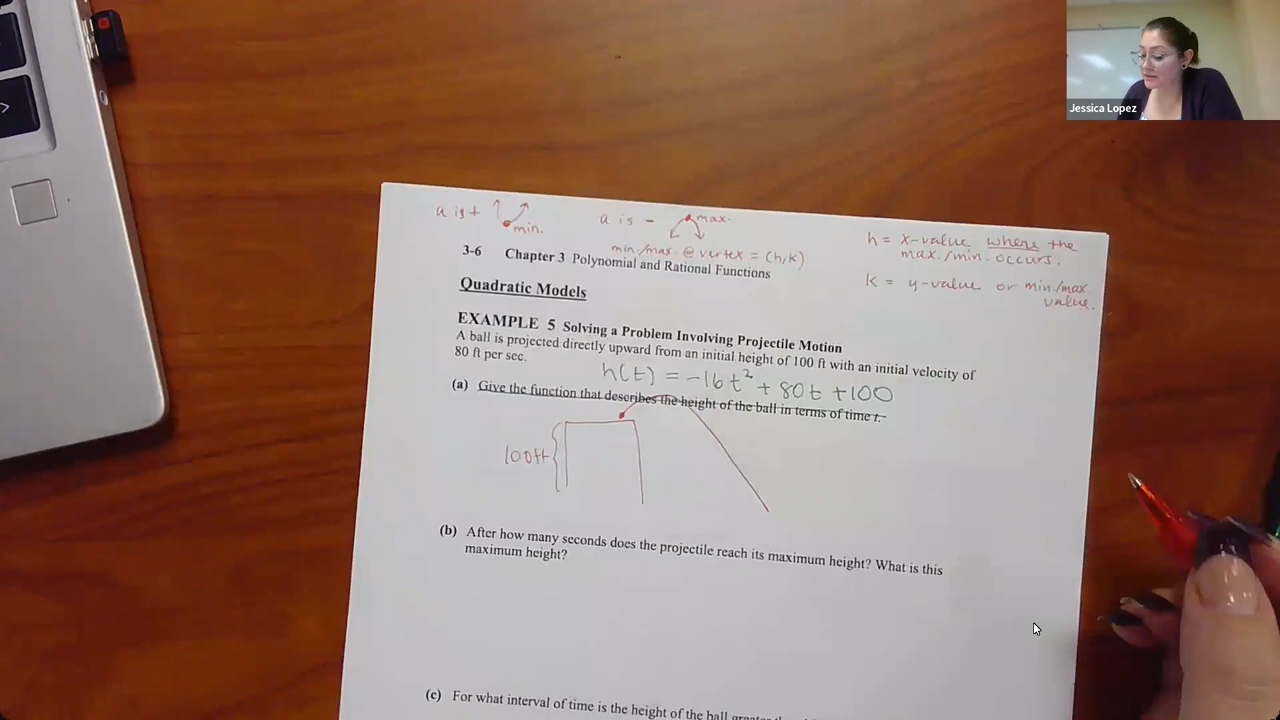 Jessica Lopez
a is + min.
a is - max.
h = x-value where the
max./min. occurs.
min./max. @ vertex = (h,k)
3-6 Chapter 3 Polynomial and Rational Functions
k = y-value or min./max
value.
Quadratic Models
EXAMPLE 5 Solving a Problem Involving Projectile Motion
A ball is projected directly upward from an initial height of 100 ft with an initial velocity of
80 ft per sec.
h(t) = -16t² + 80t + 100
(a) Give the function that describes the height of the ball in terms of time t.
100ft
(b) After how many seconds does the projectile reach its maximum height? What is this
maximum height?
(c) For what interval of time is the height of the ball